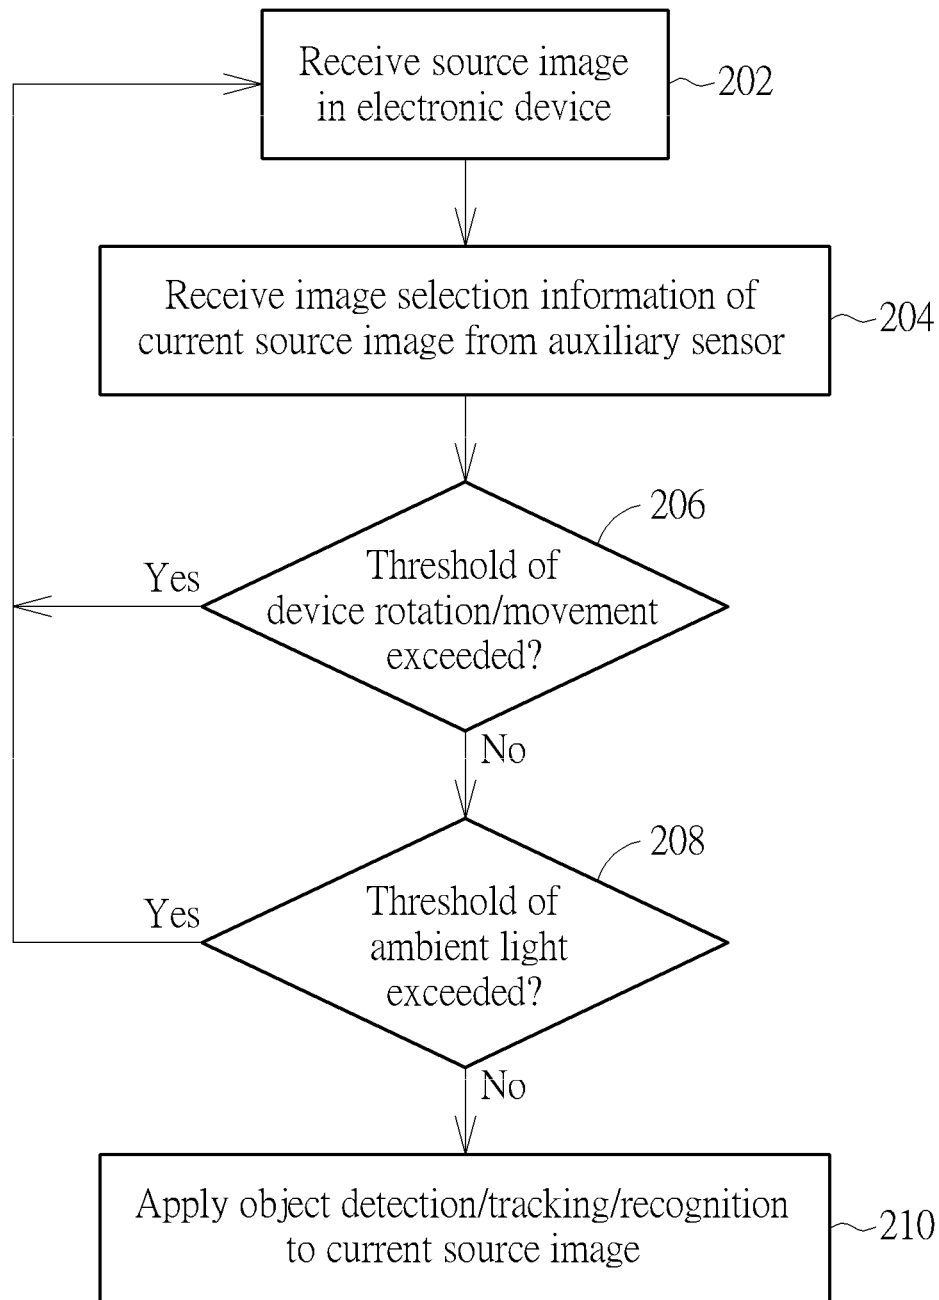 Receive source image
in electronic device
202
Receive image selection information of
current source image from auxiliary sensor
204
206
Threshold of
device rotation/movement
exceeded?
Yes
No
208
Threshold of
ambient light
exceeded?
Yes
No
Apply object detection/tracking/recognition
to current source image
210